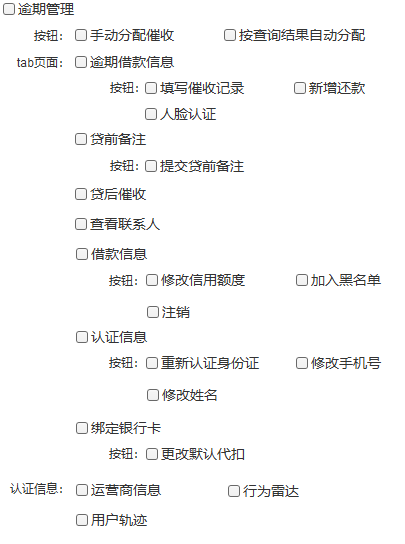 逾期管理
按钮： 手动分配催收 按查询结果自动分配
tab页面： 逾期借款信息
按钮： 填写催收记录 新增还款
人脸认证
贷前备注
按钮： 提交贷前备注
贷后催收
查看联系人
借款信息
按钮： 修改信用额度 加入黑名单
注销
认证信息
按钮： 重新认证身份证 修改手机号
修改姓名
绑定银行卡
按钮： 更改默认代扣
认证信息： 运营商信息 行为雷达
用户轨迹